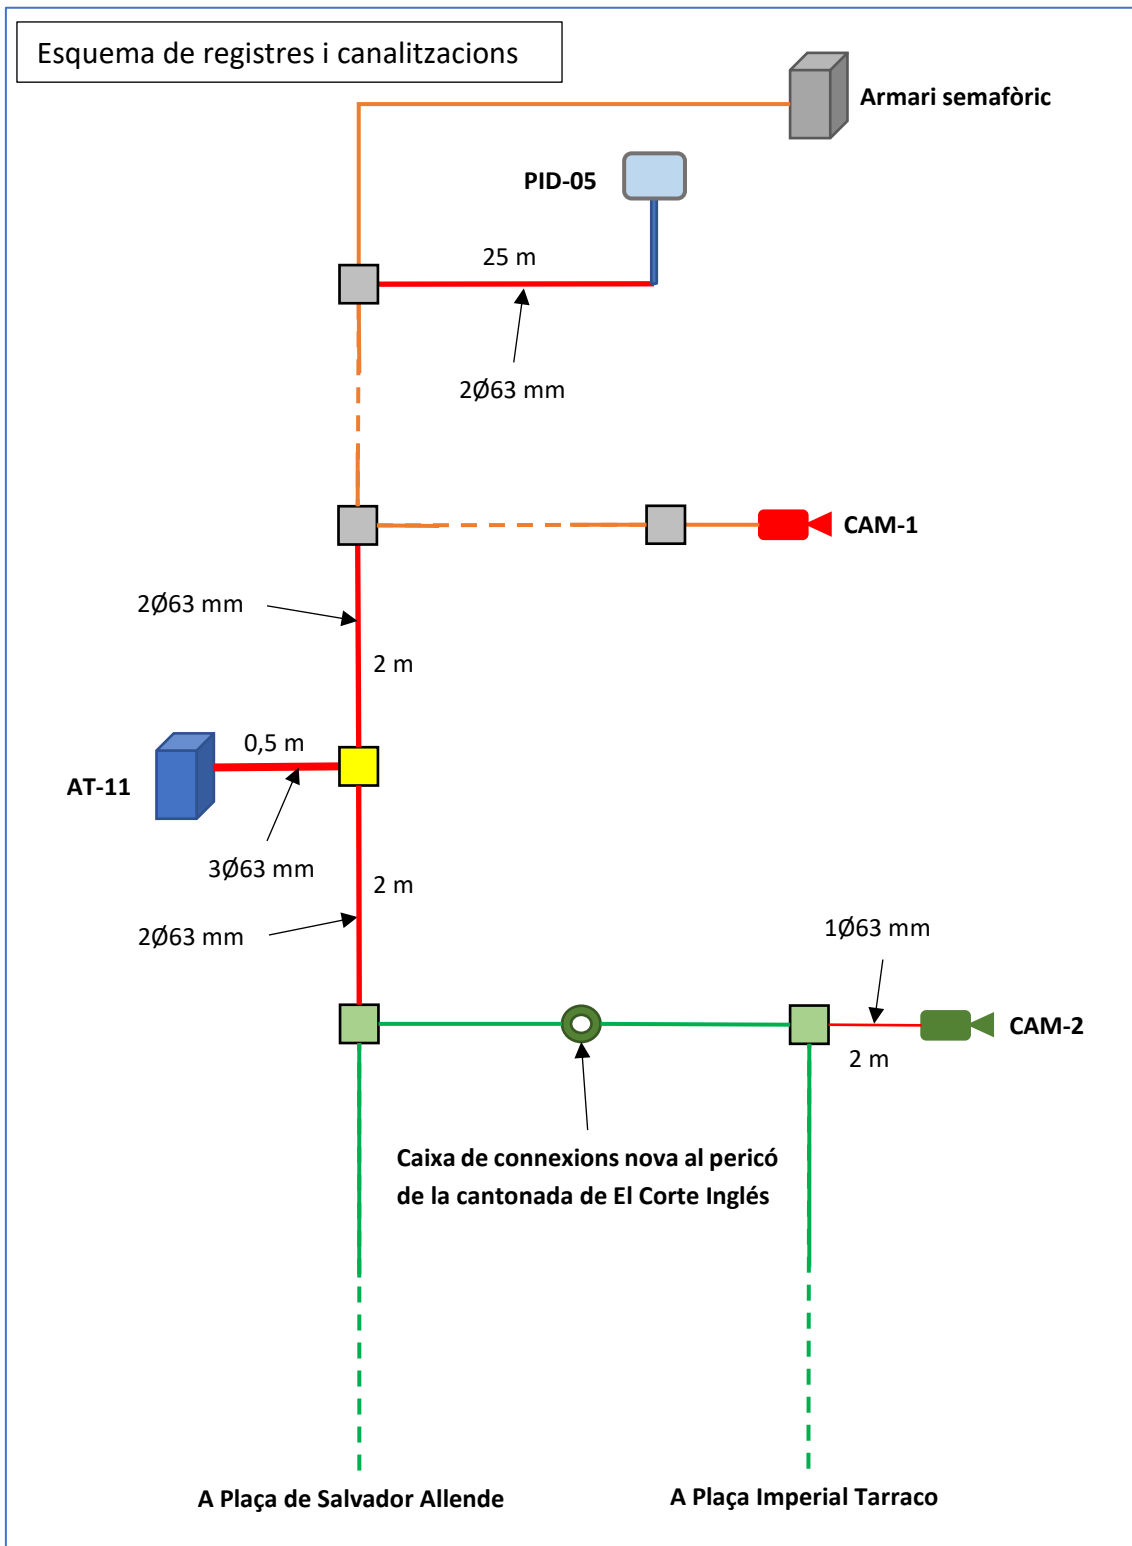 Esquema de registres i canalitzacions
Armari semafòric
PID-05
25 m
2Ø63 mm
CAM-1
2Ø63 mm
2 m
0,5 m
AT-11
3Ø63 mm
2 m
2Ø63 mm
1Ø63 mm
CAM-2
2 m
Caixa de connexions nova al pericó
de la cantonada de El Corte Inglés
A Plaça de Salvador Allende
A Plaça Imperial Tarraco